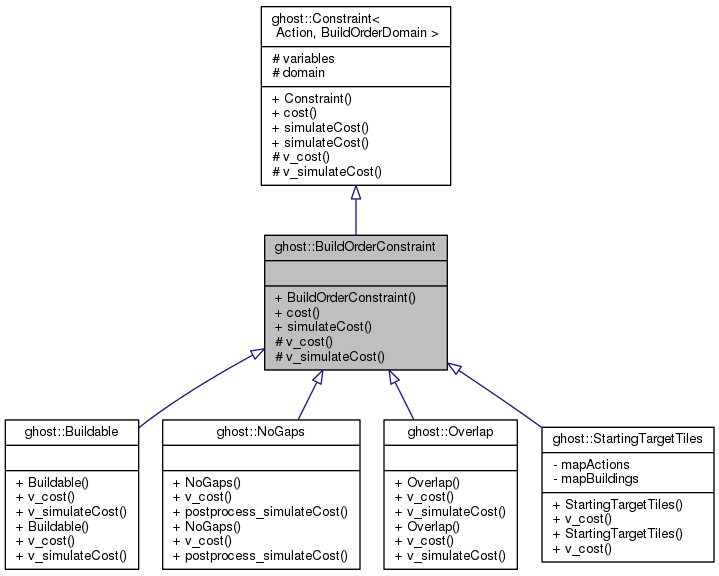 ghost::Constraint<
Action, BuildOrderDomain >
# variables
# domain
+ Constraint()
+ cost()
+ simulateCost()
+ simulateCost()
# v_cost()
# v_simulateCost()
ghost::BuildOrderConstraint
+ BuildOrderConstraint()
+ cost()
+ simulateCost()
# v_cost()
# v_simulateCost()
ghost::Buildable
+ Buildable()
+ v_cost()
+ v_simulateCost()
+ Buildable()
+ v_cost()
+ v_simulateCost()
ghost::NoGaps
+ NoGaps()
+ v_cost()
+ postprocess_simulateCost()
+ NoGaps()
+ v_cost()
+ postprocess_simulateCost()
ghost::Overlap
+ Overlap()
+ v_cost()
+ v_simulateCost()
+ Overlap()
+ v_cost()
+ v_simulateCost()
ghost::StartingTargetTiles
- mapActions
- mapBuildings
+ StartingTargetTiles()
+ v_cost()
+ StartingTargetTiles()
+ v_cost()